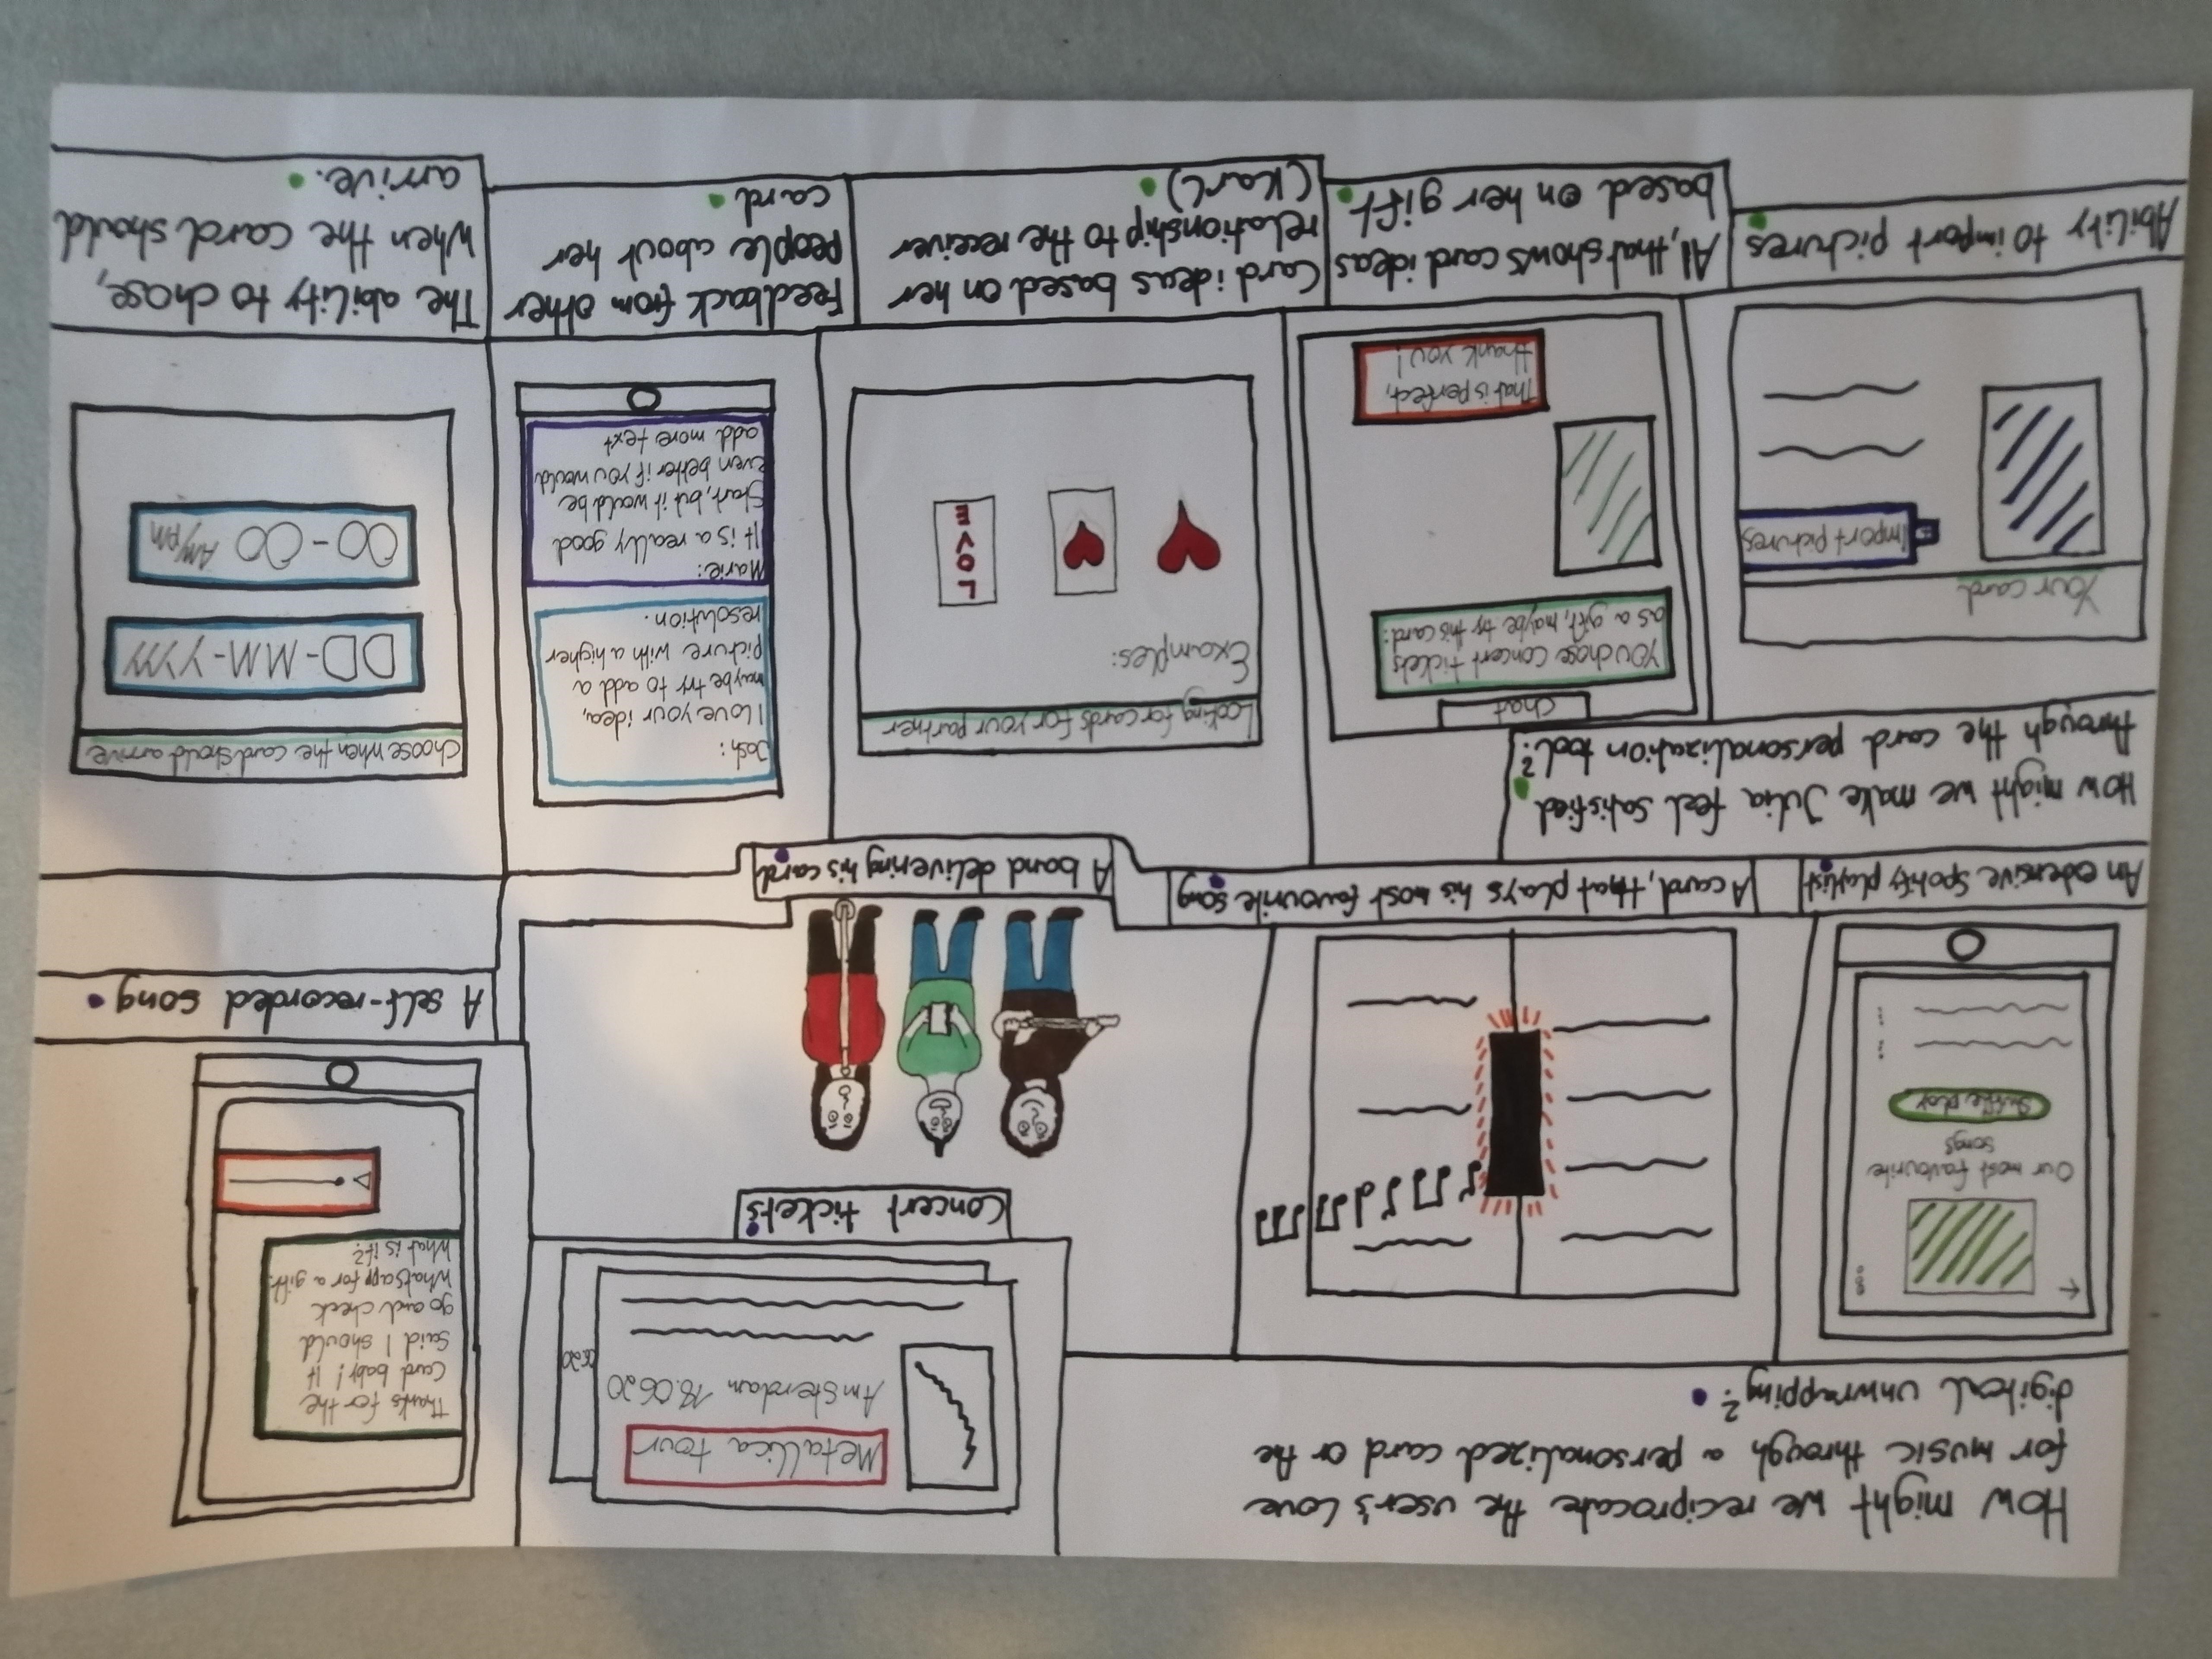 How might we reciprocate the user's love
for music through a personalized card or the
digital unwrapping?
Our most favourite
songs
Shuffle play
An extensive Spotify playlist
A card, that plays his most favourite song
Metallica tour
Amsterdam 18.0620
0620
Concert tickets
A band delivering his card
Thanks for the
card baby! It
said I should
go and check
Whatsapp for a gift.
What is it?
A self-recorded song
How might we make Julia feel satisfied
through the card personalization tool?
Your card
Import pictures
Ability to import pictures
Chat
You chose concert tickets
as a gift, maybe try this card:
That is perfect,
thank you!
AI, that shows card ideas
based on her gift
Looking for cards for your partner
Examples:
LOVE
Card ideas based on her
relationship to the receiver
(Karl)
Josh:
I love your idea,
maybe try to add a
picture with a higher
resolution.
Marie:
It is a really good
Start, but it would be
even better if you would
add more text
Feedback from other
people about her
card
Choose when the card should arrive
DD-MM-YYYY
00-00 AM/PM
The ability to chose,
when the card should
arrive.